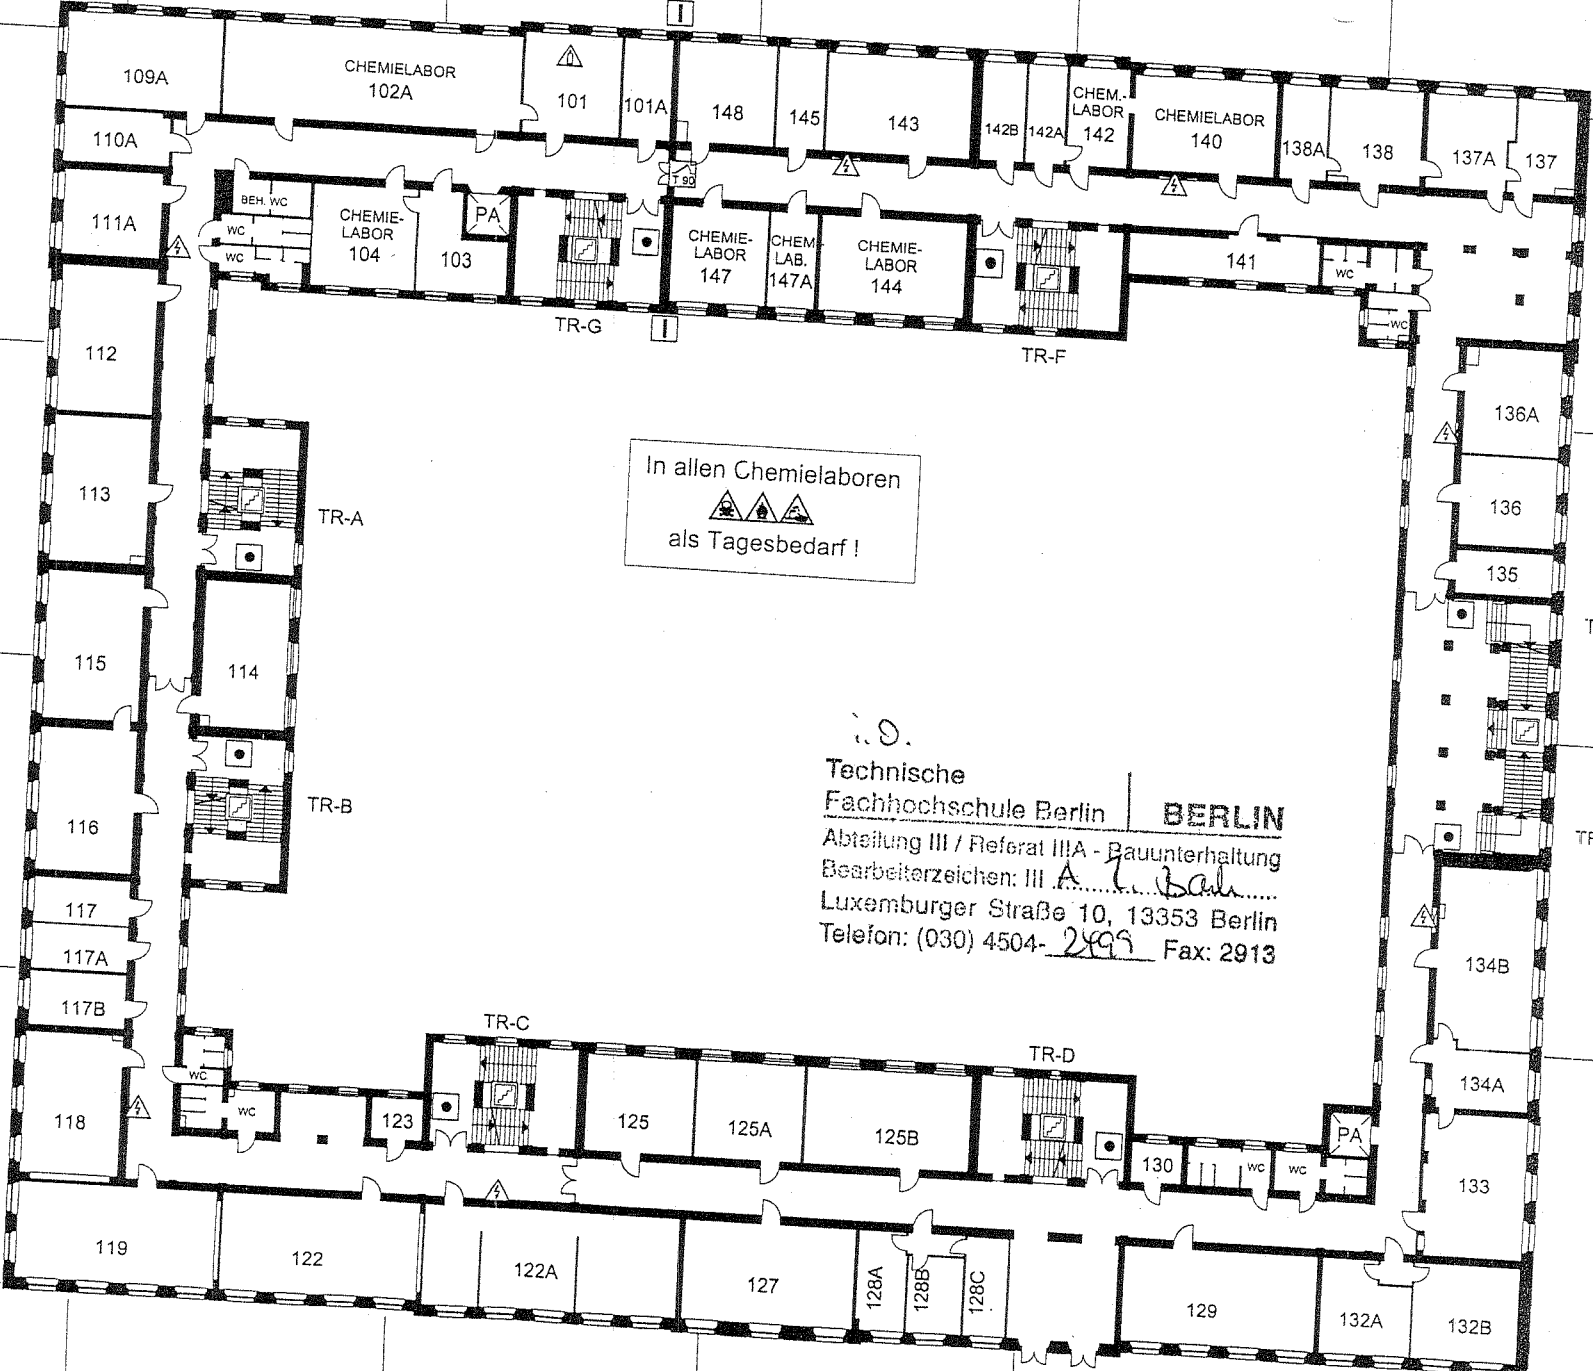 109A
CHEMIELABOR
102A
101
101A
148
145
143
142B
142A
CHEM.-
LABOR
142
CHEMIELABOR
140
138A
138
137A
137
110A
T 90
111A
BEH. WC
WC
WC
CHEMIE-
LABOR
104
103
PA
CHEMIE-
LABOR
147
CHEM.
LAB.
147A
CHEMIE-
LABOR
144
141
WC
WC
TR-G
TR-F
112
136A
113
TR-A
136
135
In allen Chemielaboren
als Tagesbedarf !
115
114
116
TR-B
Technische
Fachhochschule Berlin
BERLIN
Abteilung III / Referat IIIA - Bauunterhaltung
Bearbeiterzeichen: III A
Luxemburger Straße 10, 13353 Berlin
Telefon: (030) 4504- 2499 Fax: 2913
117
117A
117B
134B
134A
TR-C
TR-D
118
WC
WC
123
125
125A
125B
130
WC
WC
PA
133
119
122
122A
127
128A
128B
128C
129
132A
132B